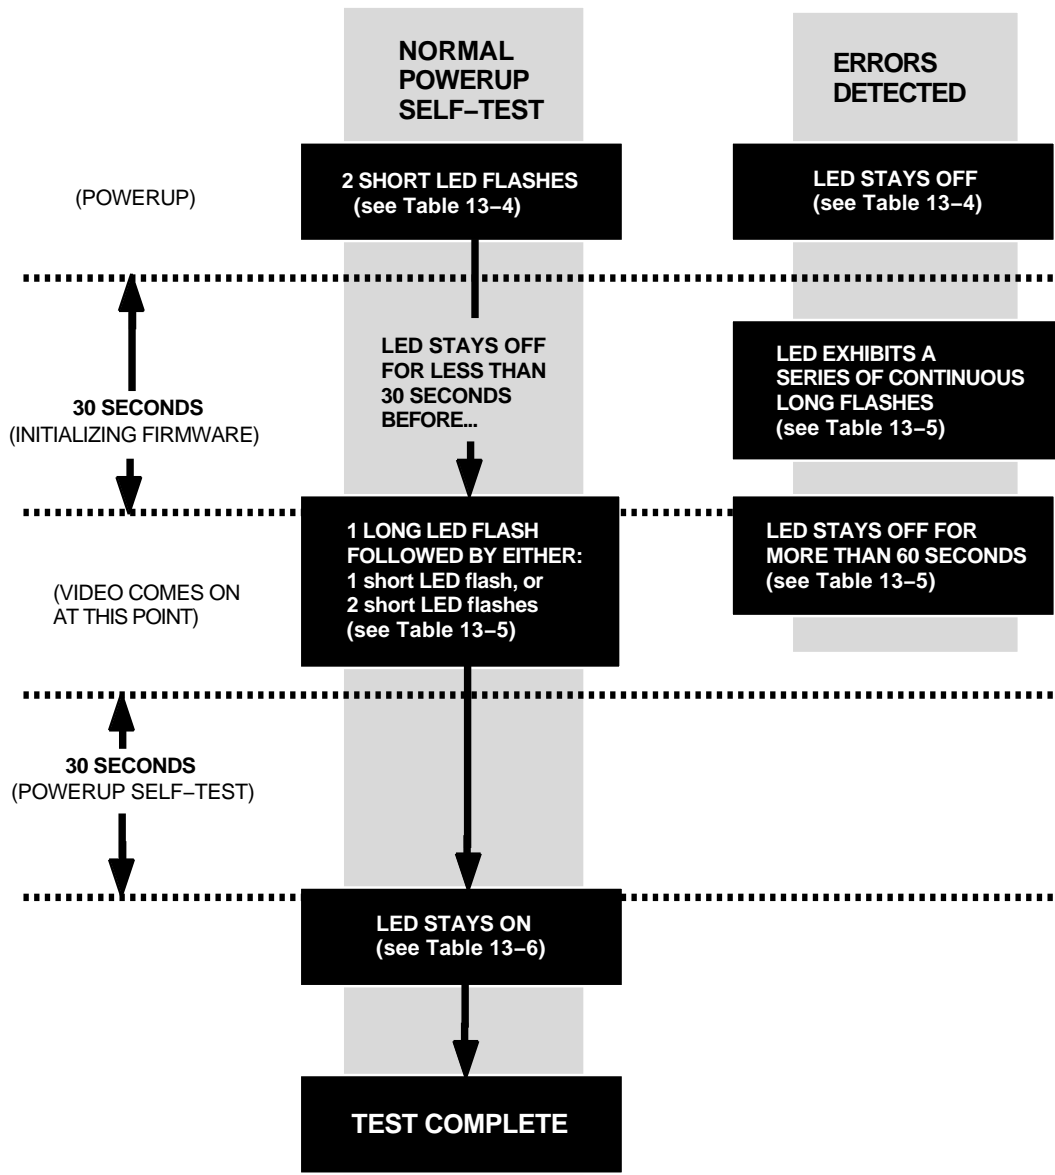 NORMAL
POWERUP
SELF–TEST
ERRORS
DETECTED
(POWERUP)
2 SHORT LED FLASHES
(see Table 13–4)
LED STAYS OFF
(see Table 13–4)
30 SECONDS
(INITIALIZING FIRMWARE)
LED STAYS OFF
FOR LESS THAN
30 SECONDS
BEFORE...
LED EXHIBITS A
SERIES OF CONTINUOUS
LONG FLASHES
(see Table 13–5)
(VIDEO COMES ON
AT THIS POINT)
1 LONG LED FLASH
FOLLOWED BY EITHER:
1 short LED flash, or
2 short LED flashes
(see Table 13–5)
LED STAYS OFF FOR
MORE THAN 60 SECONDS
(see Table 13–5)
30 SECONDS
(POWERUP SELF–TEST)
LED STAYS ON
(see Table 13–6)
TEST COMPLETE